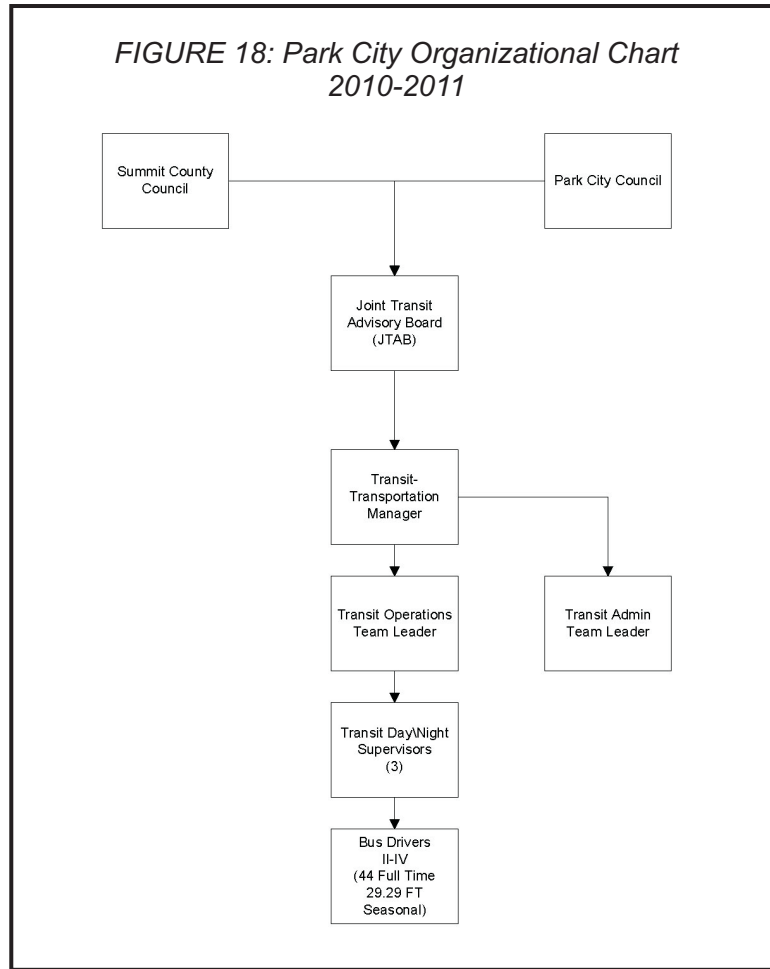 FIGURE 18: Park City Organizational Chart
2010-2011
Summit County
Council
Park City Council
Joint Transit
Advisory Board
(JTAB)
Transit-
Transportation
Manager
Transit Operations
Team Leader
Transit Admin
Team Leader
Transit Day\Night
Supervisors
(3)
Bus Drivers
II-IV
(44 Full Time
29.29 FT
Seasonal)